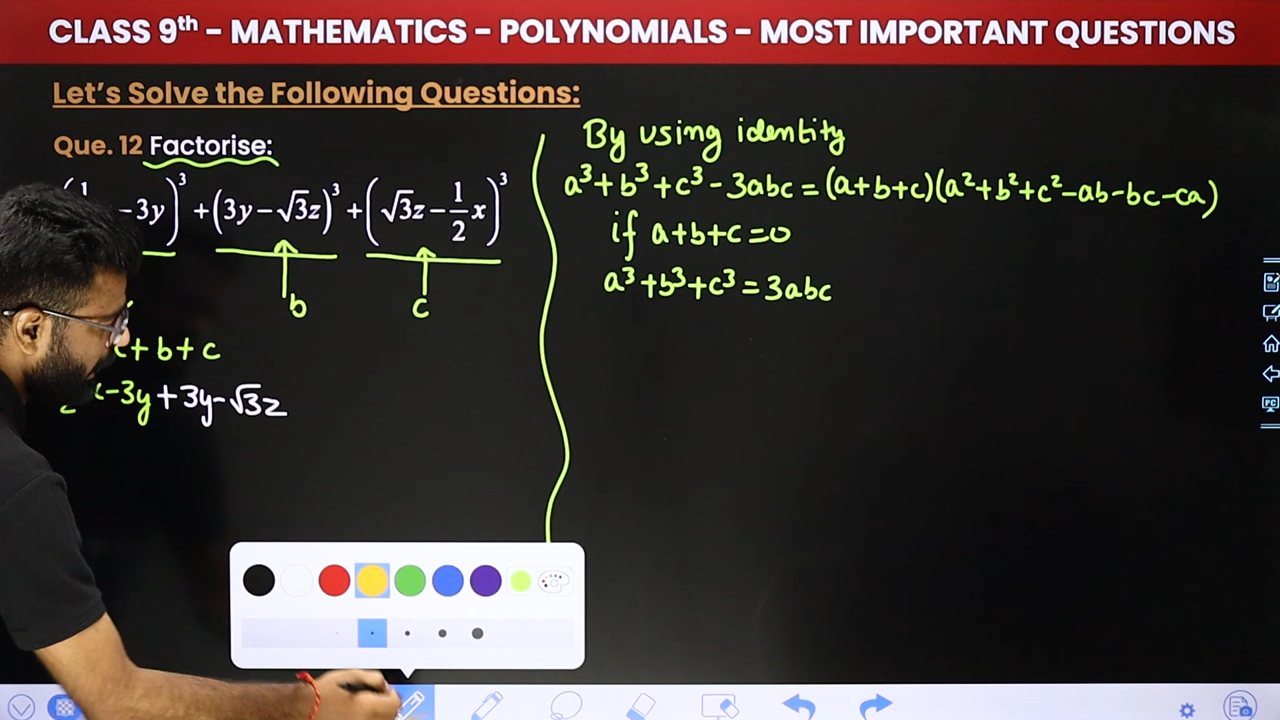 CLASS 9th – MATHEMATICS – POLYNOMIALS – MOST IMPORTANT QUESTIONS
Let's Solve the Following Questions:
Que. 12 Factorise:
-3y)³ + (3y-√3z)³ + (√3z - 1/2 x)³
b
c
+b+c
-3y+3y-√3z
By using identity
a³+b³+c³-3abc=(a+b+c)(a²+b²+c²-ab-bc-ca)
if a+b+c=0
a³+b³+c³=3abc
PC